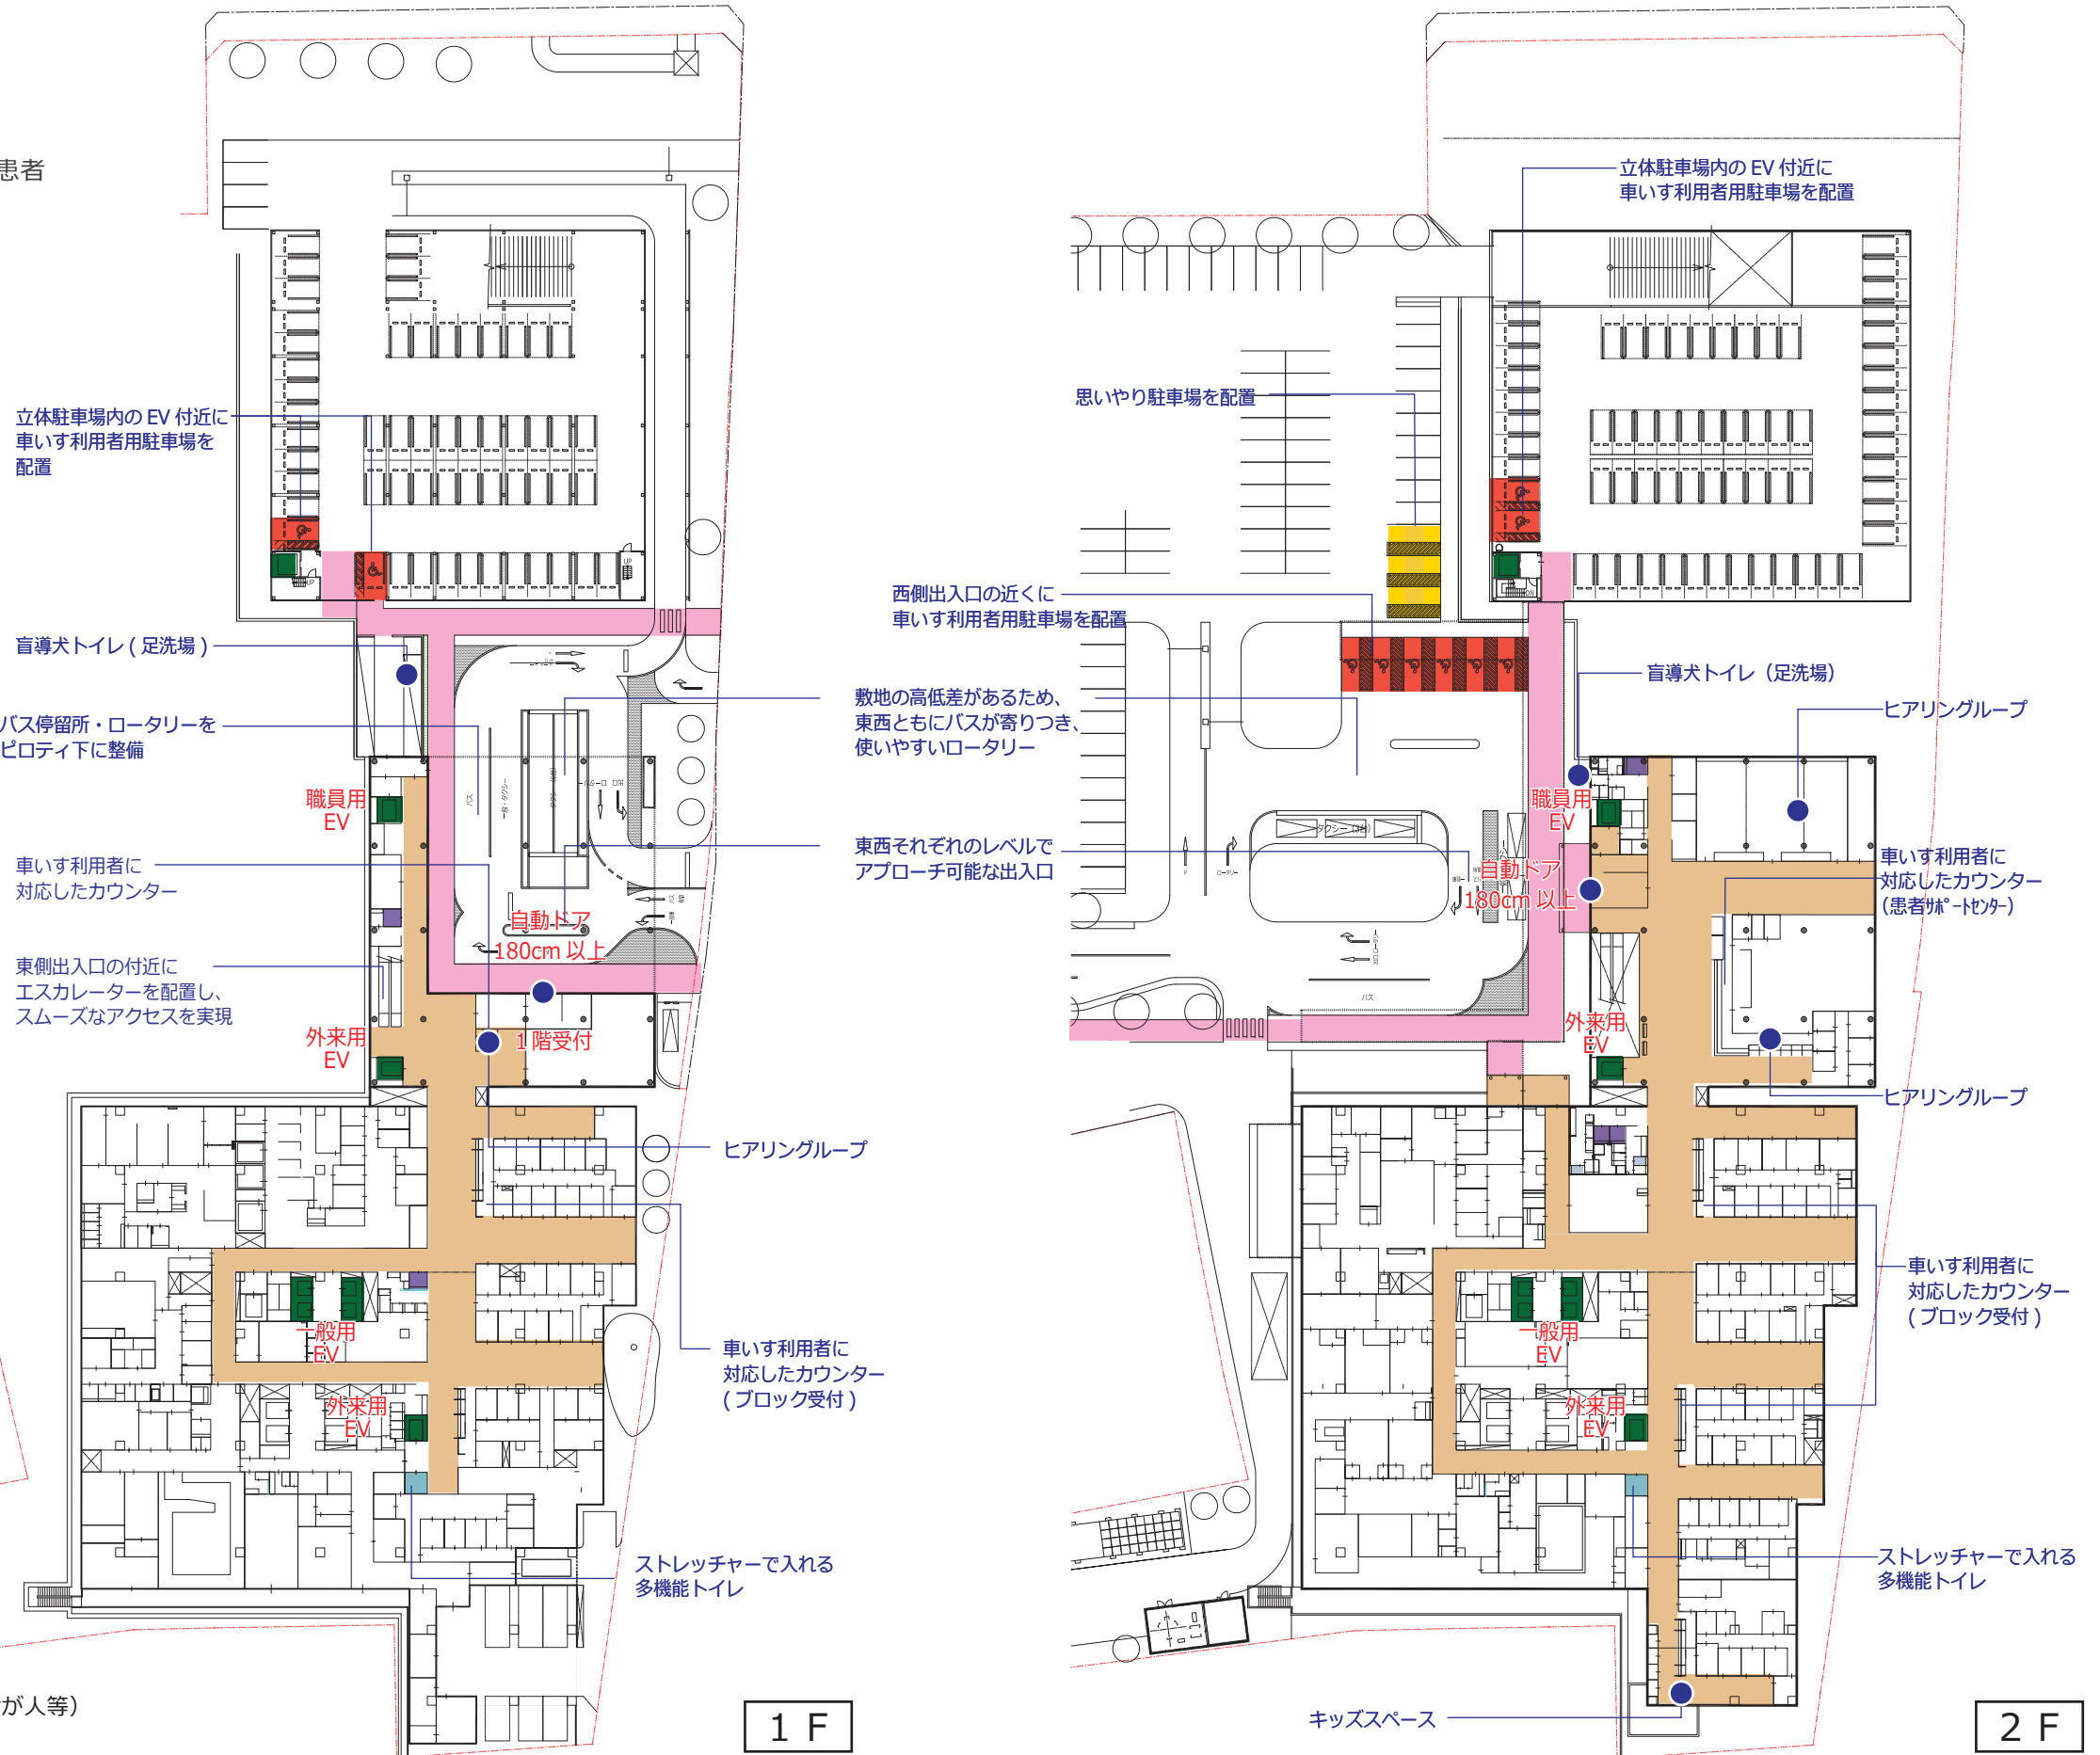 患者
立体駐車場内の EV 付近に
車いす利用者用駐車場を
配置
盲導犬トイレ ( 足洗場 )
バス停留所・ロータリーを
ピロティ下に整備
職員用
EV
車いす利用者に
対応したカウンター
東側出入口の付近に
エスカレーターを配置し、
スムーズなアクセスを実現
外来用
EV
自動ドア
180cm 以上
1 階受付
ヒアリングループ
一般用
EV
外来用
EV
車いす利用者に
対応したカウンター
( ブロック受付 )
ストレッチャーで入れる
多機能トイレ
が人等)
1 F
UP
UP
バス
一般・タクシー
立体駐車場内の EV 付近に
車いす利用者用駐車場を配置
思いやり駐車場を配置
西側出入口の近くに
車いす利用者用駐車場を配置
敷地の高低差があるため、
東西ともにバスが寄りつき、
使いやすいロータリー
東西それぞれのレベルで
アプローチ可能な出入口
盲導犬トイレ（足洗場）
ヒアリングループ
職員用
EV
自動ドア
180cm 以上
車いす利用者に
対応したカウンター
(患者ｻﾎﾟｰﾄｾﾝﾀｰ)
外来用
EV
ヒアリングループ
車いす利用者に
対応したカウンター
( ブロック受付 )
一般用
EV
外来用
EV
ストレッチャーで入れる
多機能トイレ
キッズスペース
2 F
DN
P
ロータリー
バス